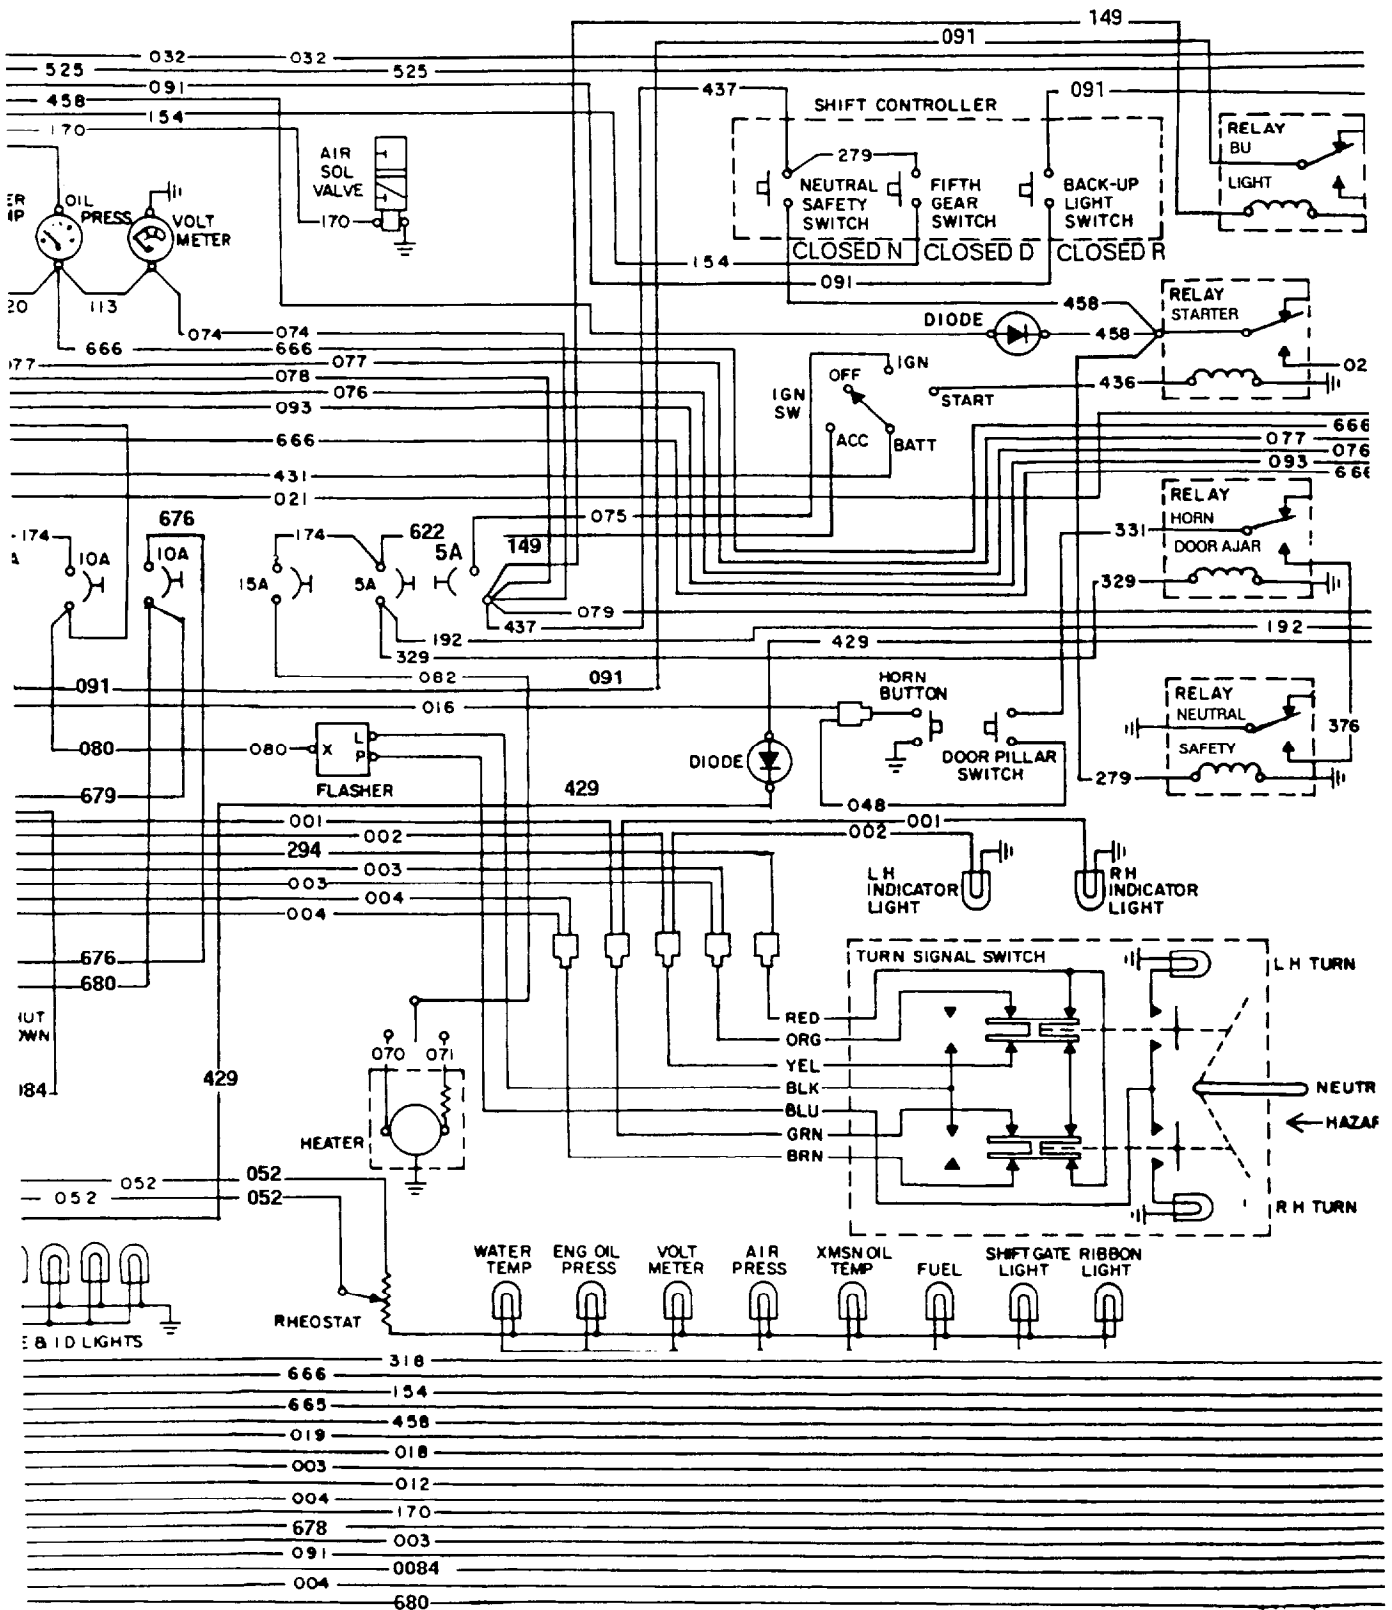 149
091
032 032
525 525
091
458
154
170
437
091
SHIFT CONTROLLER
279
AIR
SOL
VALVE
170
NEUTRAL
SAFETY
SWITCH
FIFTH
GEAR
SWITCH
BACK-UP
LIGHT
SWITCH
CLOSED N CLOSED D CLOSED R
RELAY
BU
LIGHT
OIL
PRESS
VOLT
METER
154
091
20 113
458
458
DIODE
RELAY
STARTER
02
074 074
666 666
077 077
078
076
093
666
431
021
IGN
OFF
IGN
SW
START
ACC
BATT
436
666
077
076
093
666
075
174
10A
676
10A
174
15A
622
5A
5A
149
RELAY
HORN
DOOR AJAR
331
329
079
437
192 192
329
429
082
091 091
016
HORN
BUTTON
DOOR PILLAR
SWITCH
RELAY
NEUTRAL
SAFETY
376
279
080 080
X
L
P
FLASHER
DIODE
679
429
048
001 001
002 002
294
003
003
004
004
L H
INDICATOR
LIGHT
RH
INDICATOR
LIGHT
676
680
TURN SIGNAL SWITCH
L H TURN
RED
ORG
YEL
BLK
BLU
GRN
BRN
NEUTR
HAZAR
R H TURN
070 071
HEATER
429
184
052 052
052 052
RHEOSTAT
E & I D LIGHTS
WATER
TEMP
ENG OIL
PRESS
VOLT
METER
AIR
PRESS
XMSN OIL
TEMP
FUEL
SHIFT GATE
LIGHT
RIBBON
LIGHT
318
666
154
665
458
019
018
003
012
004
170
678
003
091
0084
004
680